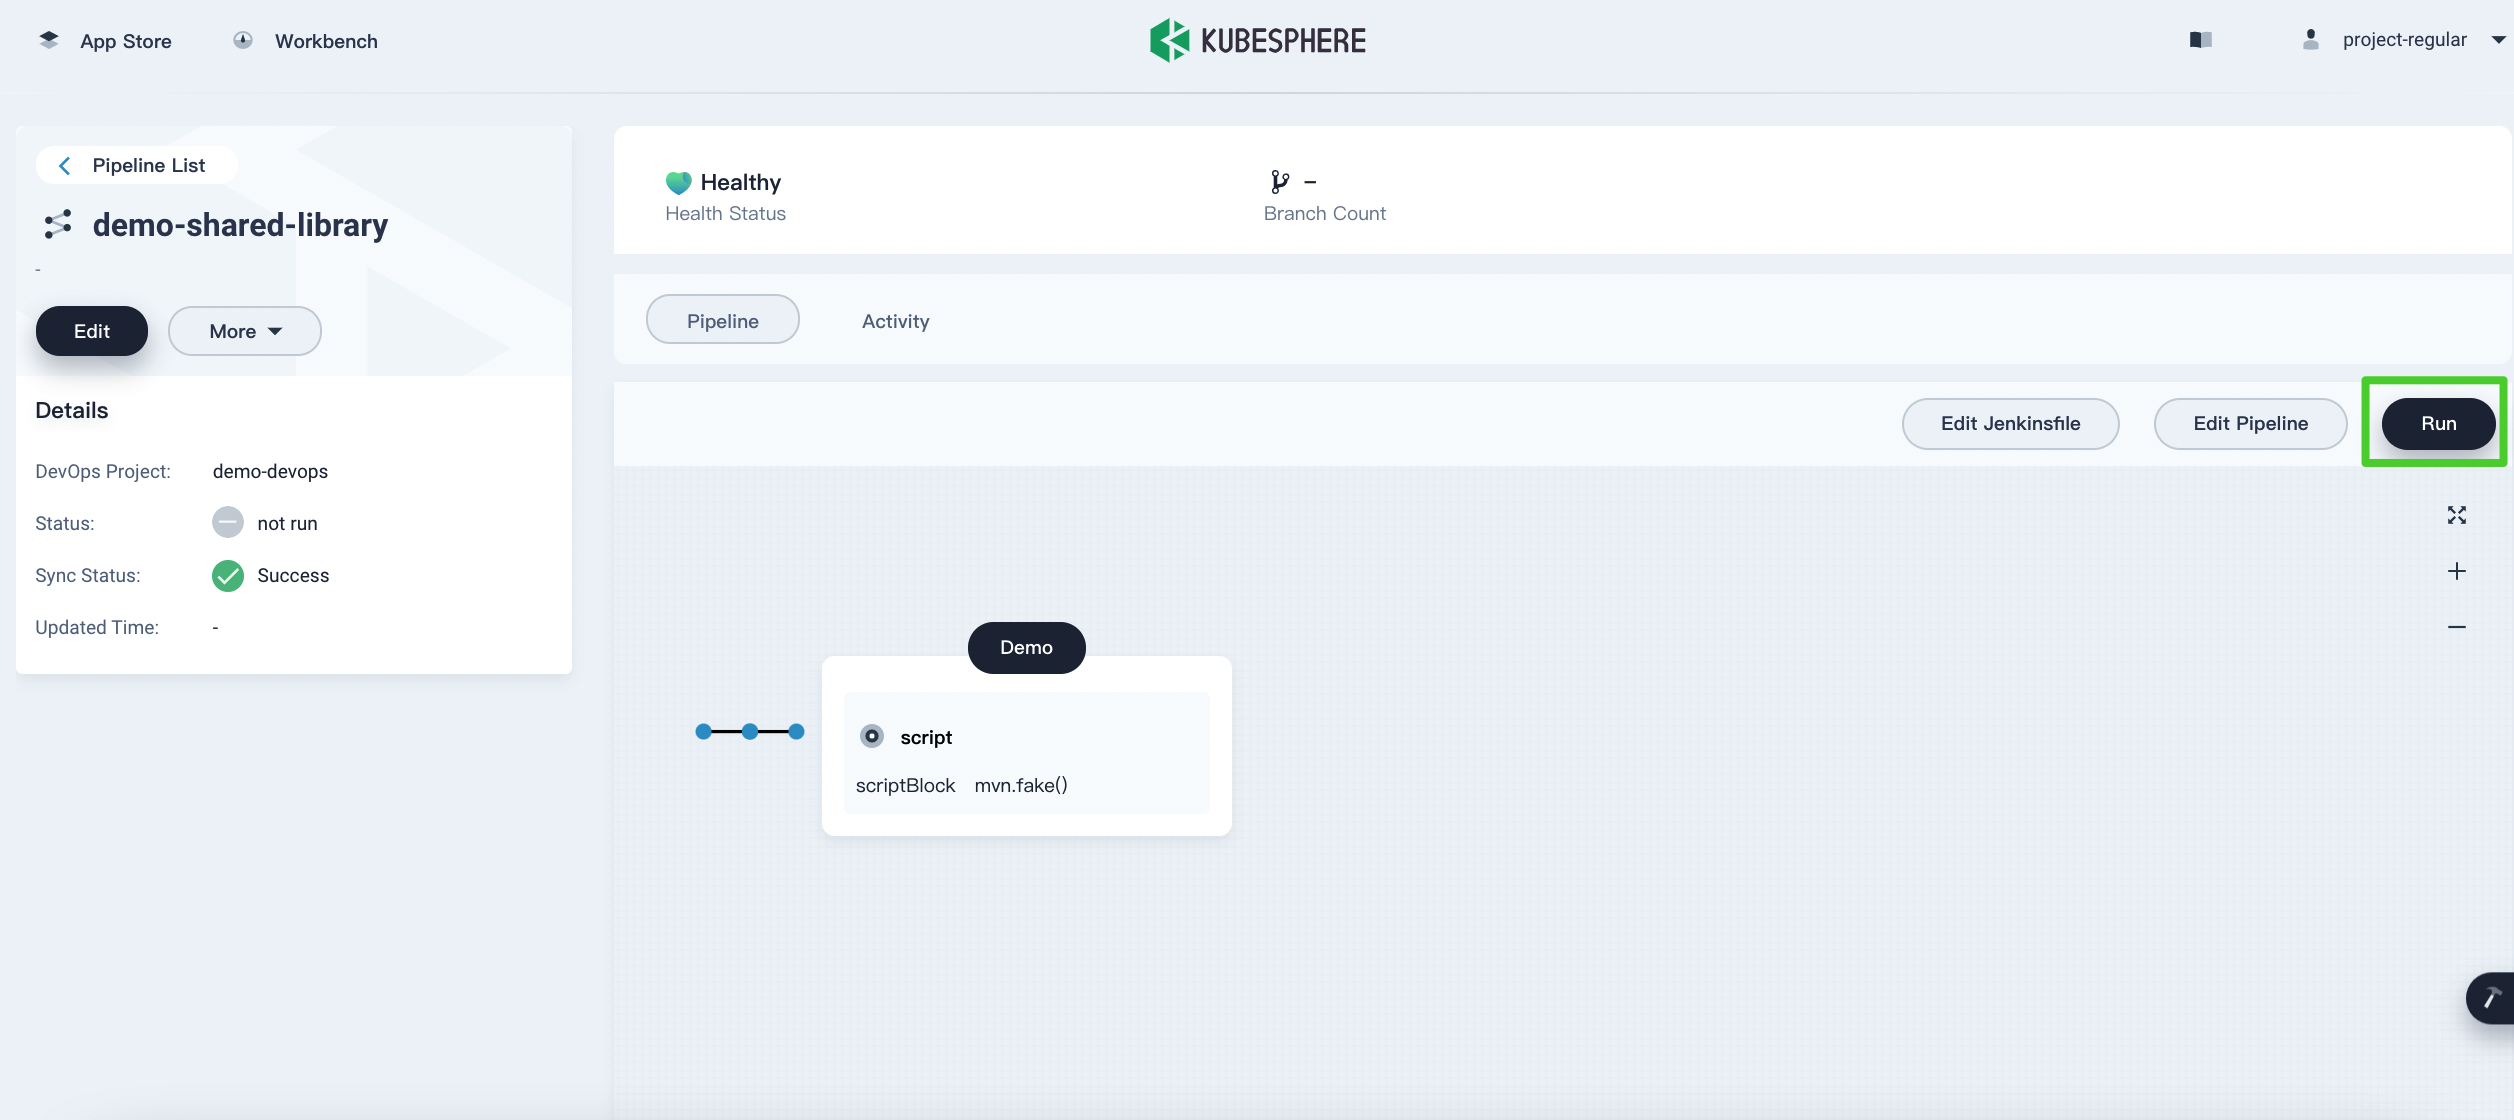 App Store
Workbench
KUBESPHERE
project-regular
Pipeline List
demo-shared-library
-
Edit
More
Details
DevOps Project: demo-devops
Status: not run
Sync Status: Success
Updated Time: -
Healthy
Health Status
–
Branch Count
Pipeline
Activity
Edit Jenkinsfile
Edit Pipeline
Run
Demo
script
scriptBlock mvn.fake()